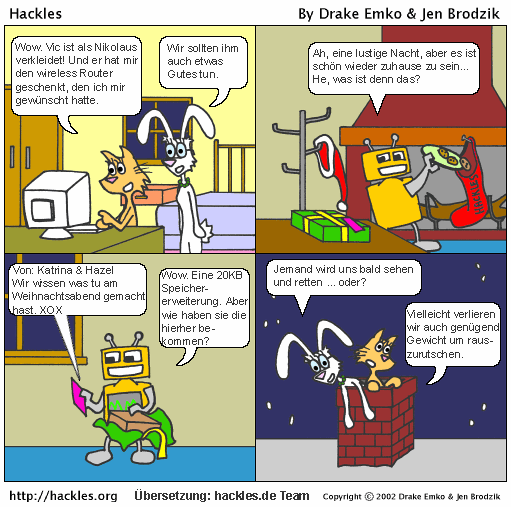 Hackles
By Drake Emko & Jen Brodzik
Wow. Vic ist als Nikolaus
verkleidet! Und er hat mir
den wireless Router
geschenkt, den ich mir
gewünscht hatte.
Wir sollten ihm
auch etwas
Gutes tun.
Ah, eine lustige Nacht, aber es ist
schön wieder zuhause zu sein...
He, was ist denn das?
HACKLES
Von: Katrina & Hazel
Wir wissen was tu am
Weihnachtsabend gemacht
hast. XOX
Wow. Eine 20KB
Speicher-
erweiterung. Aber
wie haben sie die
hierher be-
kommen?
Jemand wird uns bald sehen
und retten ... oder?
Vielleicht verlieren
wir auch genügend
Gewicht um raus-
zurutschen.
http://hackles.org
Übersetzung: hackles.de Team
Copyright © 2002 Drake Emko & Jen Brodzik